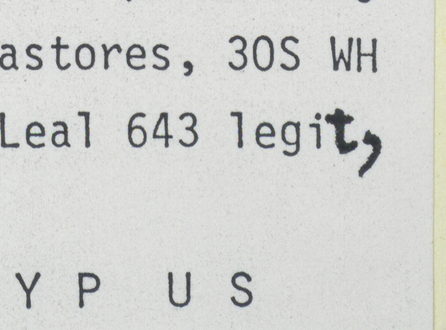 astores, 30S WH
Leal 643 legit,
Y P U S